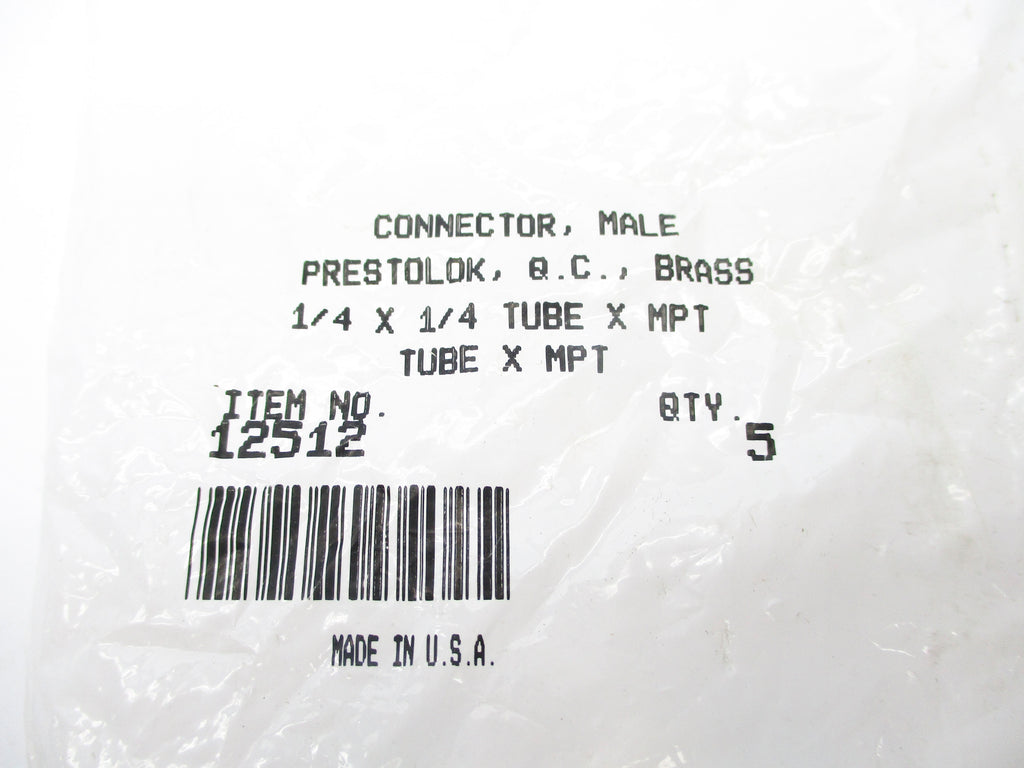 CONNECTOR, MALE
PRESTOLOK, Q.C., BRASS
1/4 X 1/4 TUBE X MPT
TUBE X MPT
ITEM NO. QTY.
12512 5
MADE IN U.S.A.